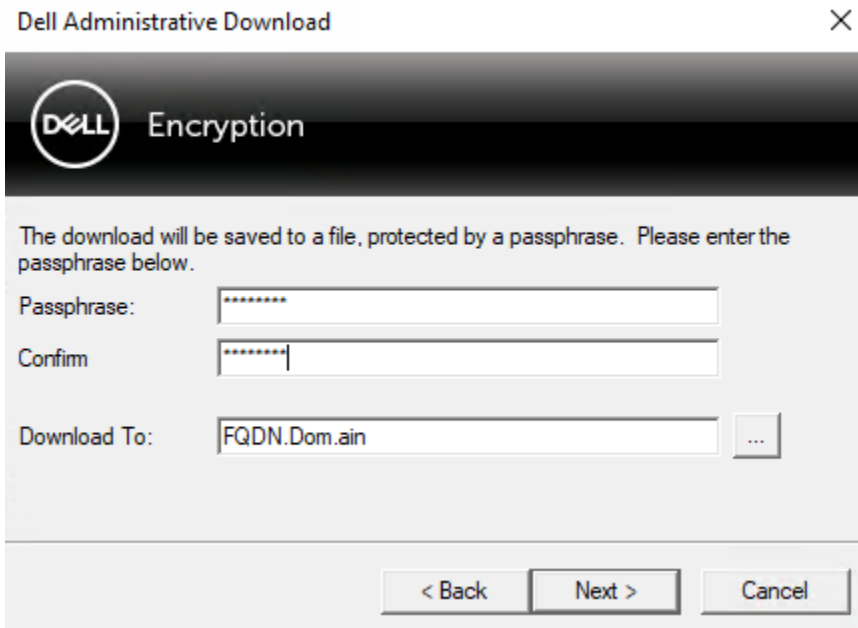 Dell Administrative Download
DELL
Encryption
The download will be saved to a file, protected by a passphrase. Please enter the
passphrase below.
Passphrase: ********
Confirm ********
Download To: FQDN.Dom.ain ...
< Back Next > Cancel